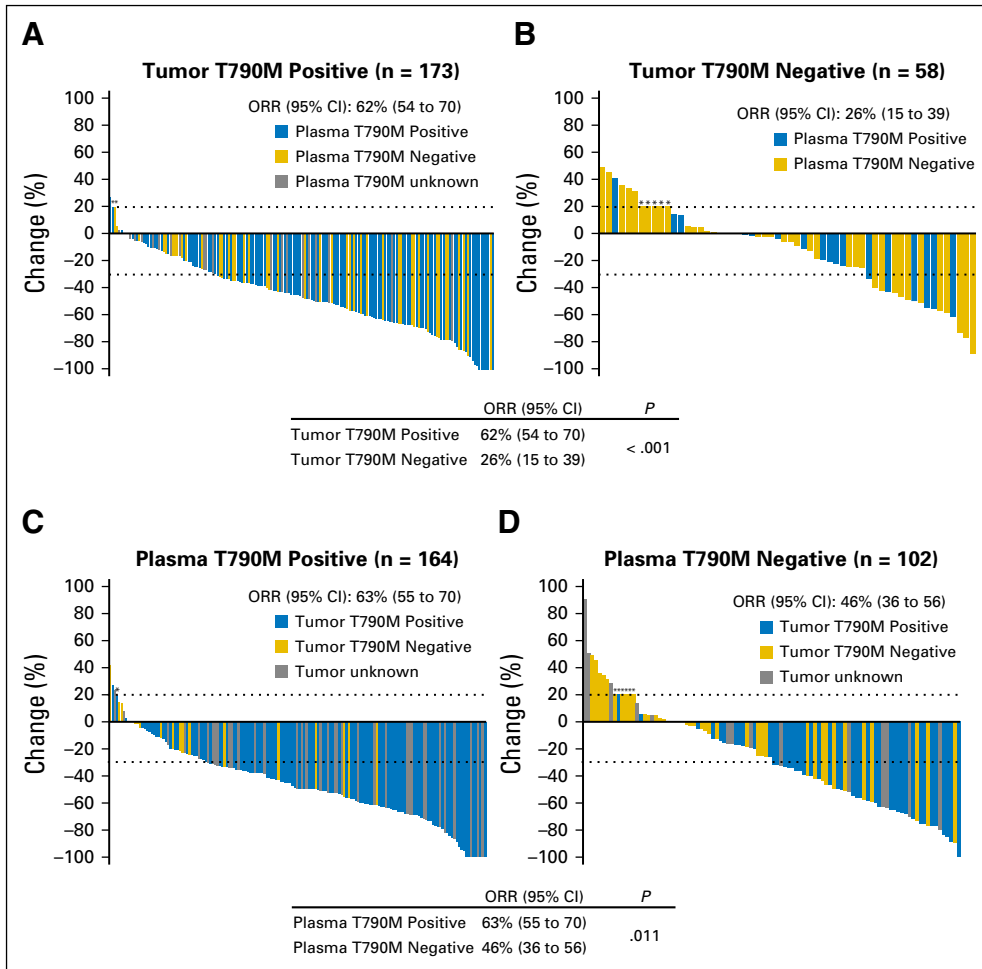 A
Tumor T790M Positive (n = 173)
ORR (95% CI): 62% (54 to 70)
Plasma T790M Positive
Plasma T790M Negative
Plasma T790M unknown
**
Change (%)
100
80
60
40
20
0
−20
−40
−60
−80
−100
B
Tumor T790M Negative (n = 58)
ORR (95% CI): 26% (15 to 39)
Plasma T790M Positive
Plasma T790M Negative
*****
Change (%)
100
80
60
40
20
0
−20
−40
−60
−80
−100
ORR (95% CI) P
Tumor T790M Positive 62% (54 to 70)
< .001
Tumor T790M Negative 26% (15 to 39)
C
Plasma T790M Positive (n = 164)
ORR (95% CI): 63% (55 to 70)
Tumor T790M Positive
Tumor T790M Negative
Tumor unknown
*
Change (%)
100
80
60
40
20
0
−20
−40
−60
−80
−100
D
Plasma T790M Negative (n = 102)
ORR (95% CI): 46% (36 to 56)
Tumor T790M Positive
Tumor T790M Negative
Tumor unknown
******
Change (%)
100
80
60
40
20
0
−20
−40
−60
−80
−100
ORR (95% CI) P
Plasma T790M Positive 63% (55 to 70)
.011
Plasma T790M Negative 46% (36 to 56)